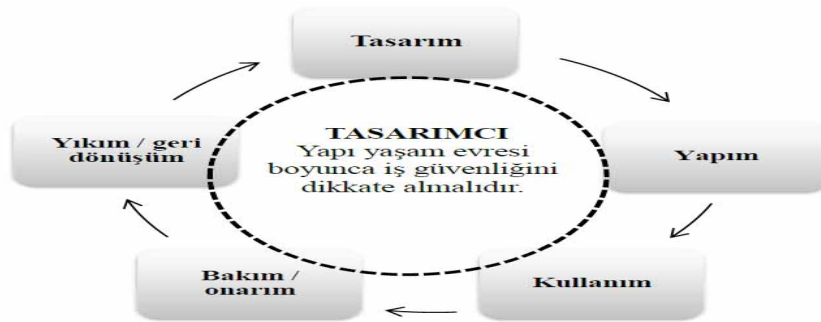 Tasarım
Yapım
Kullanım
Bakım /
onarım
Yıkım / geri
dönüşüm
TASARIMCI
Yapı yaşam evresi
boyunca iş güvenliğini
dikkate almalıdır.